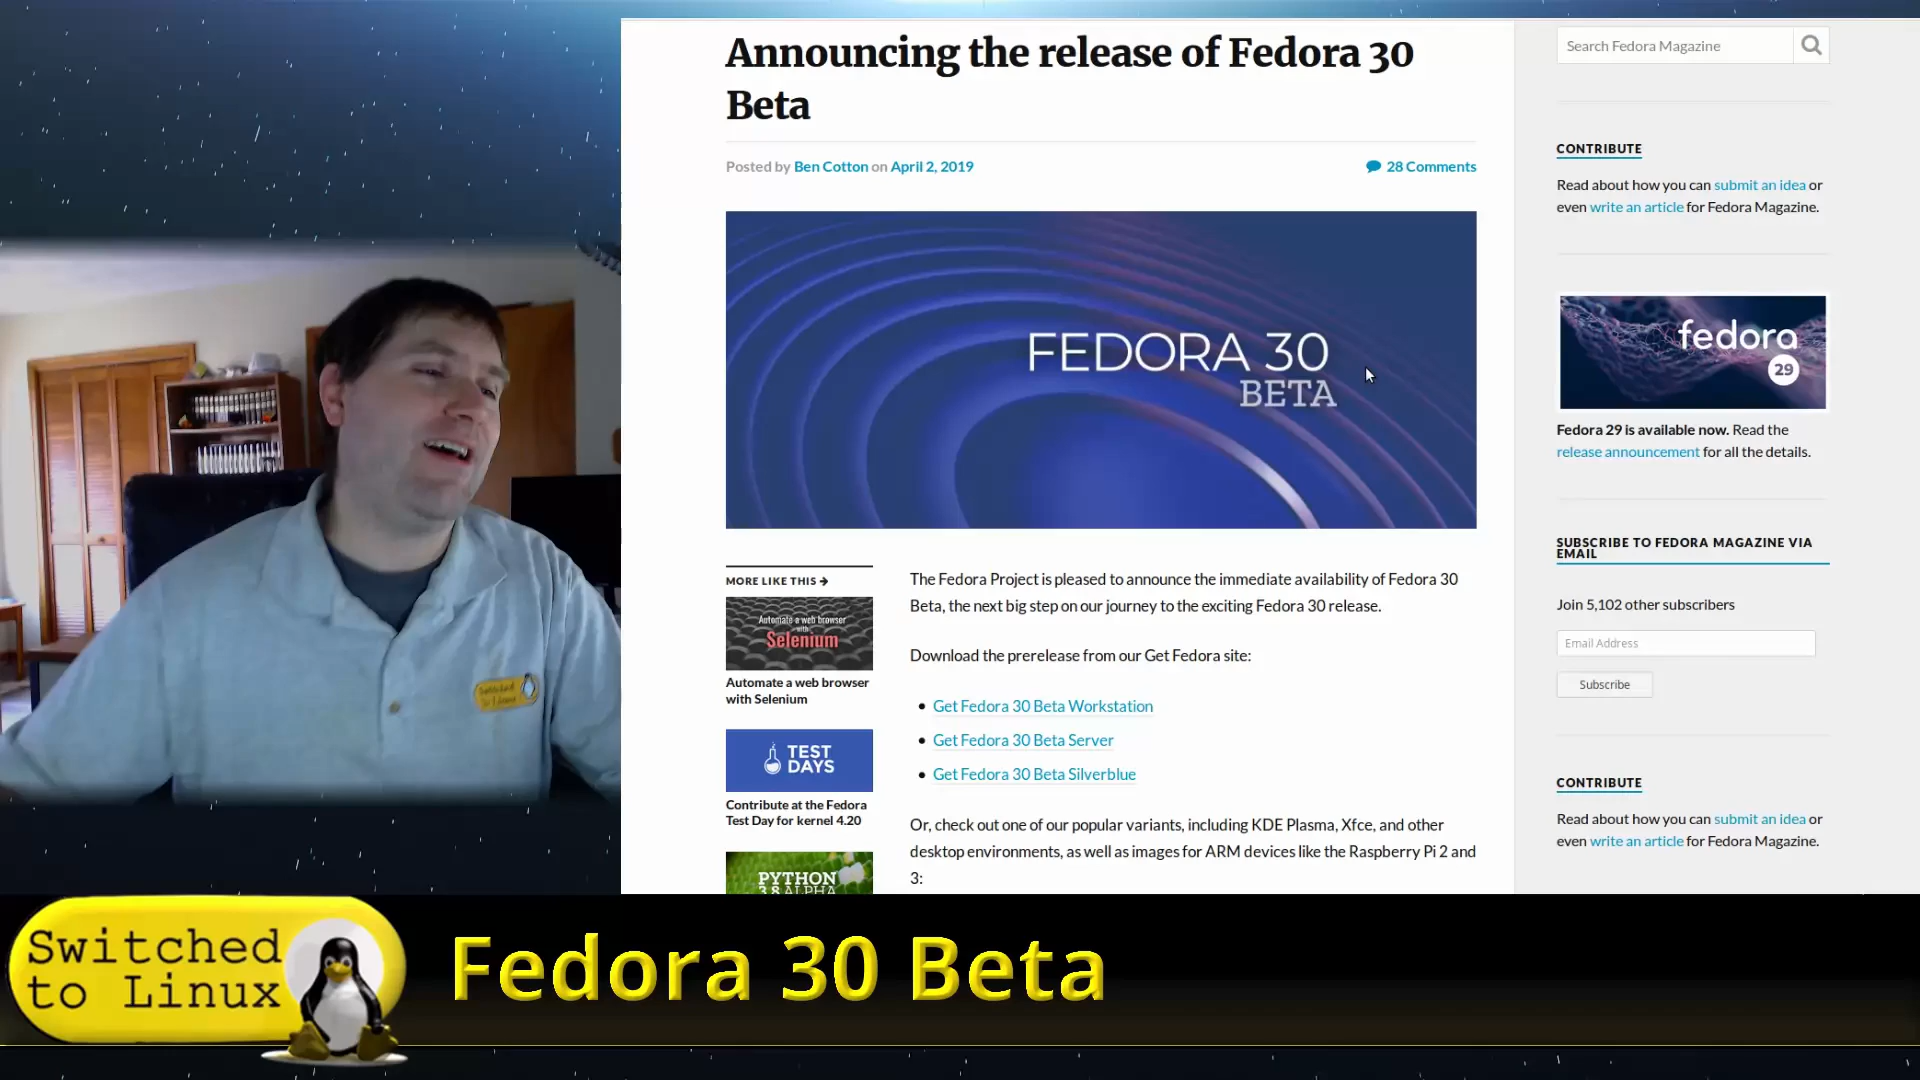 Announcing the release of Fedora 30
Beta
Posted by Ben Cotton on April 2, 2019
28 Comments
FEDORA 30
BETA
MORE LIKE THIS →
Automate a web browser
with
Selenium
Automate a web browser
with Selenium
TEST
DAYS
Contribute at the Fedora
Test Day for kernel 4.20
PYTHON
3.8 ALPHA
The Fedora Project is pleased to announce the immediate availability of Fedora 30
Beta, the next big step on our journey to the exciting Fedora 30 release.
Download the prerelease from our Get Fedora site:
• Get Fedora 30 Beta Workstation
• Get Fedora 30 Beta Server
• Get Fedora 30 Beta Silverblue
Or, check out one of our popular variants, including KDE Plasma, Xfce, and other
desktop environments, as well as images for ARM devices like the Raspberry Pi 2 and
3:
Search Fedora Magazine
CONTRIBUTE
Read about how you can submit an idea or
even write an article for Fedora Magazine.
fedora
29
Fedora 29 is available now. Read the
release announcement for all the details.
SUBSCRIBE TO FEDORA MAGAZINE VIA
EMAIL
Join 5,102 other subscribers
Email Address
Subscribe
CONTRIBUTE
Read about how you can submit an idea or
even write an article for Fedora Magazine.
Switched
to Linux
Switched
to Linux
Fedora 30 Beta